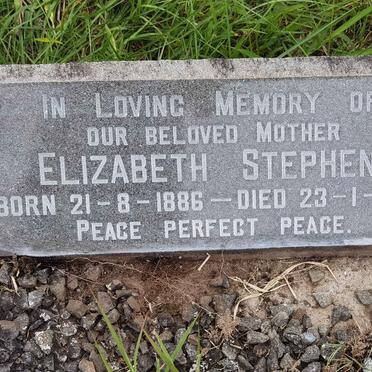 IN LOVING MEMORY OF
OUR BELOVED MOTHER
ELIZABETH STEPHEN
BORN 21-8-1886 - DIED 23-1-
PEACE PERFECT PEACE.